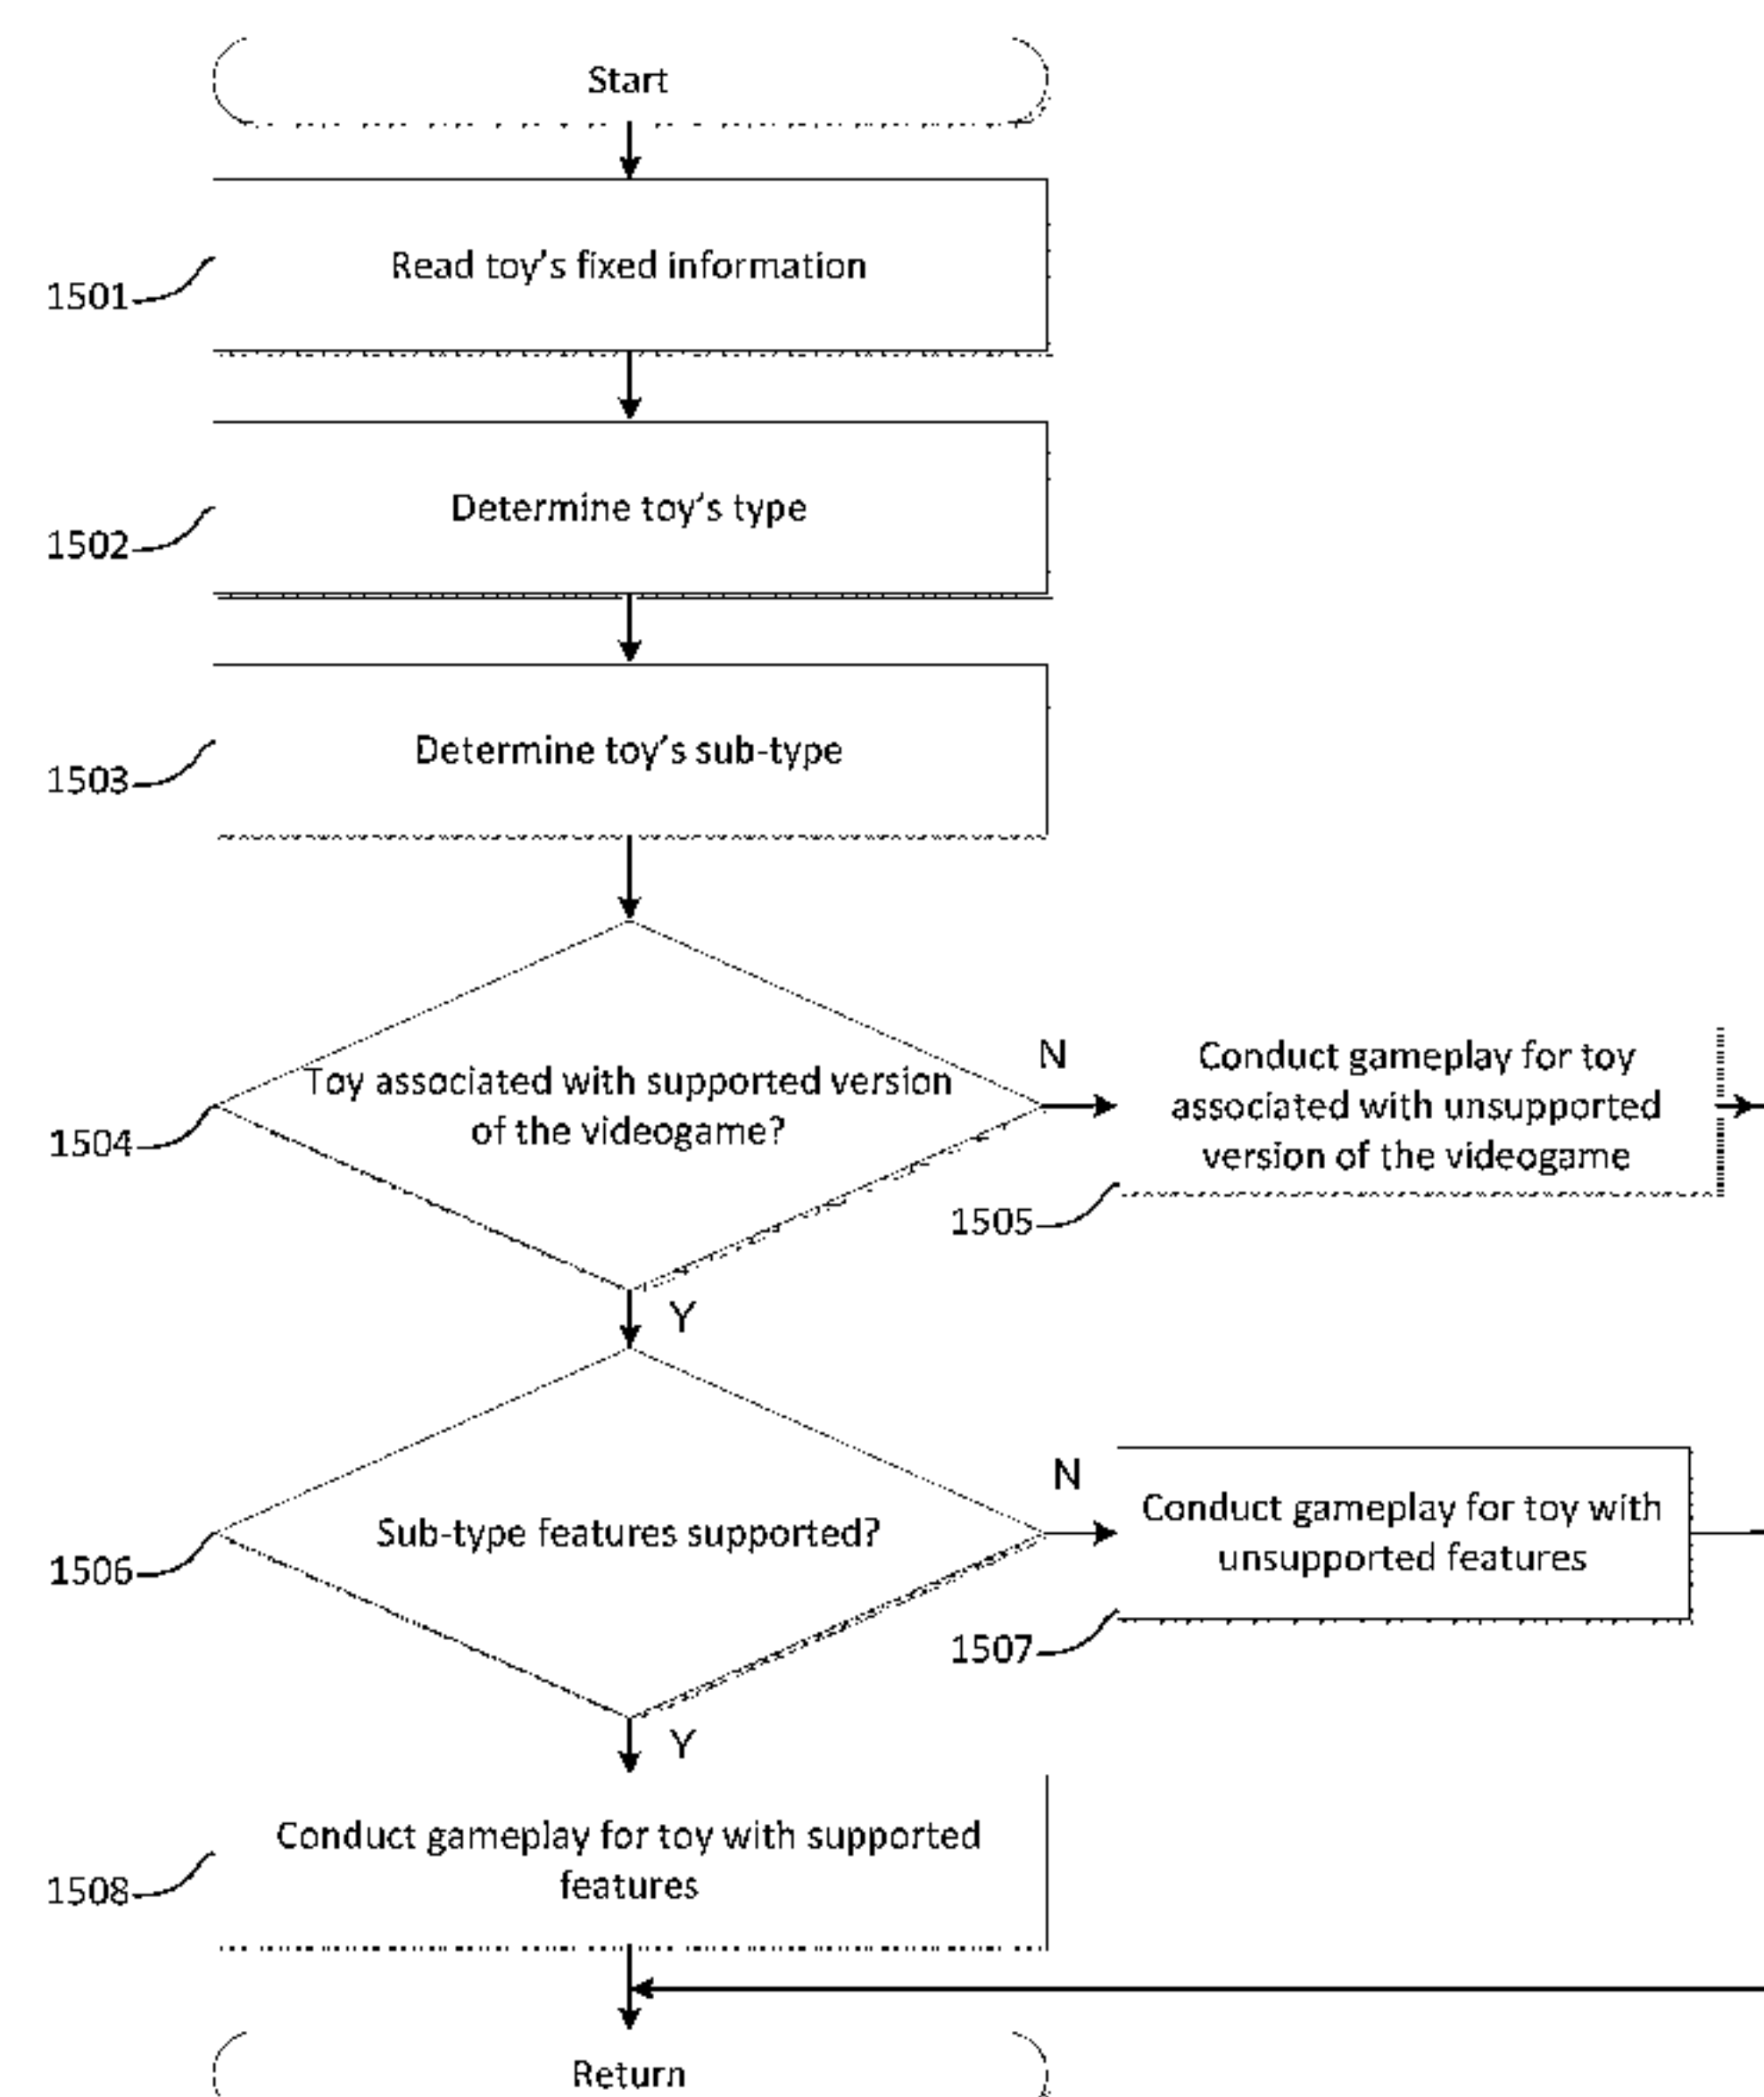 Start
Read toy's fixed information
1501
Determine toy's type
1502
Determine toy's sub-type
1503
Toy associated with supported version
of the videogame?
1504
N
Conduct gameplay for toy
associated with unsupported
version of the videogame
1505
Y
Sub-type features supported?
1506
N
Conduct gameplay for toy with
unsupported features
1507
Y
Conduct gameplay for toy with supported
features
1508
Return